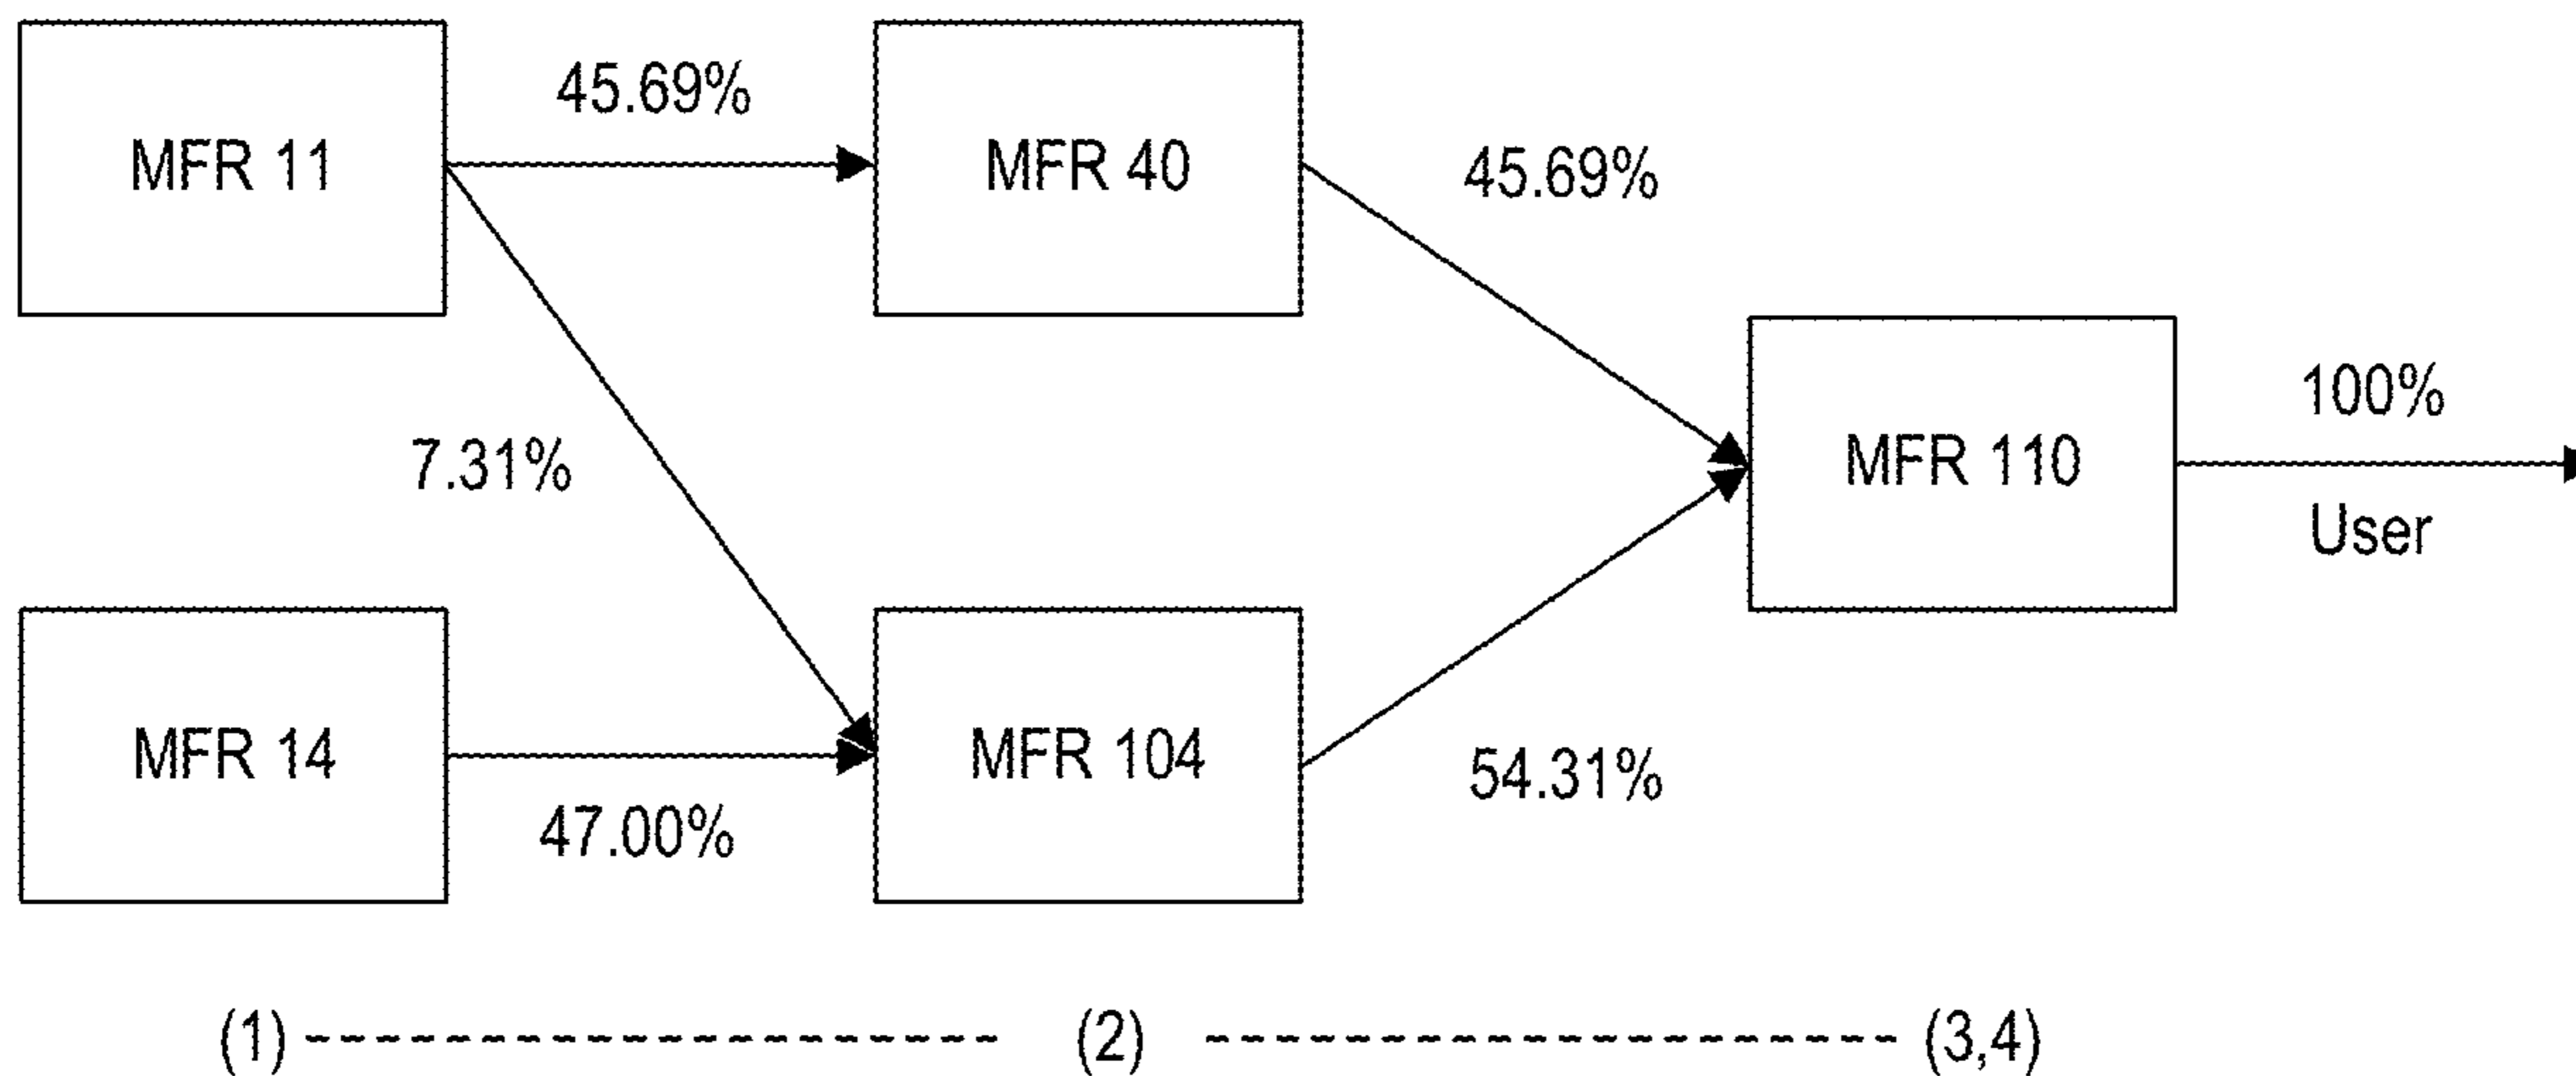 45.69%
MFR 11
MFR 40
45.69%
100%
7.31%
MFR 110
User
MFR 14
MFR 104
54.31%
47.00%
(1) (2) (3,4)